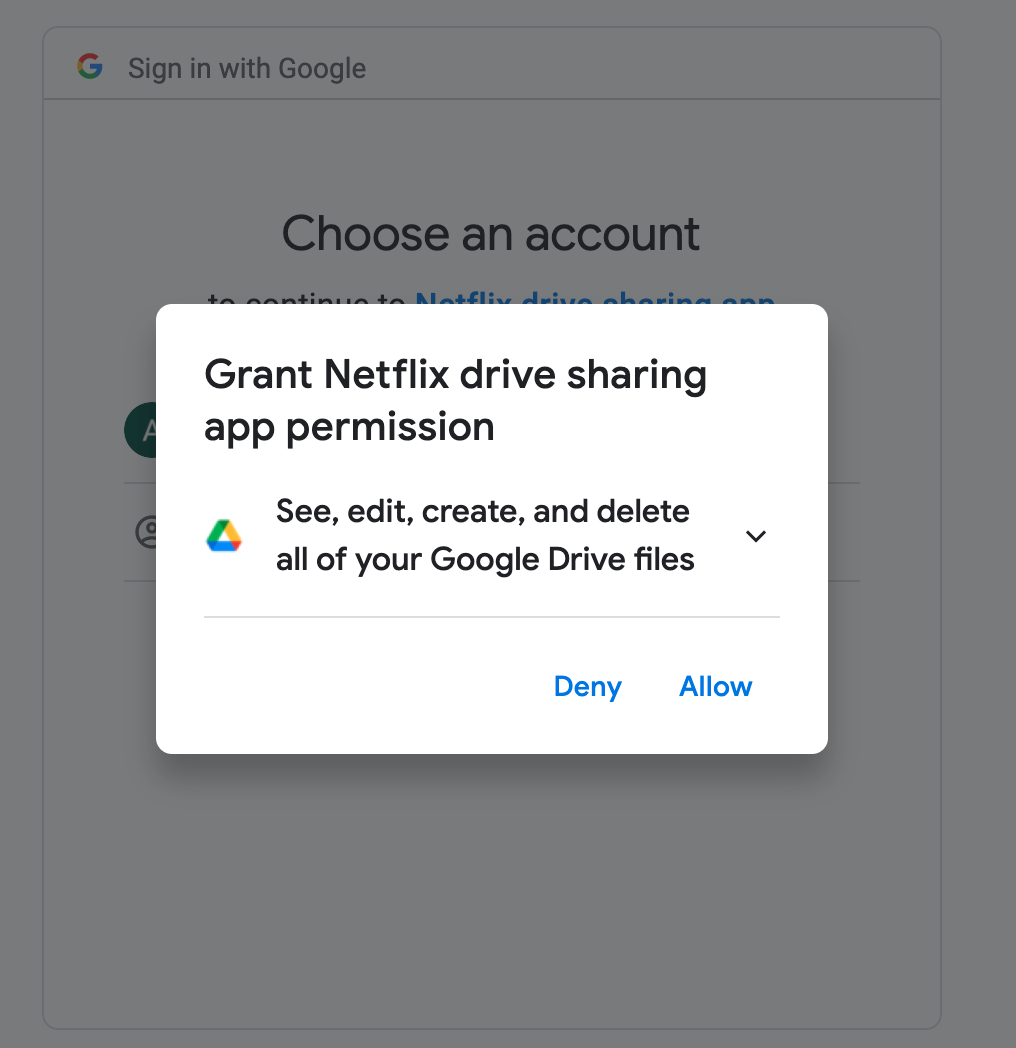 Sign in with Google
Choose an account
to continue to Netflix drive sharing app
Grant Netflix drive sharing
app permission
A
See, edit, create, and delete
all of your Google Drive files
Deny Allow